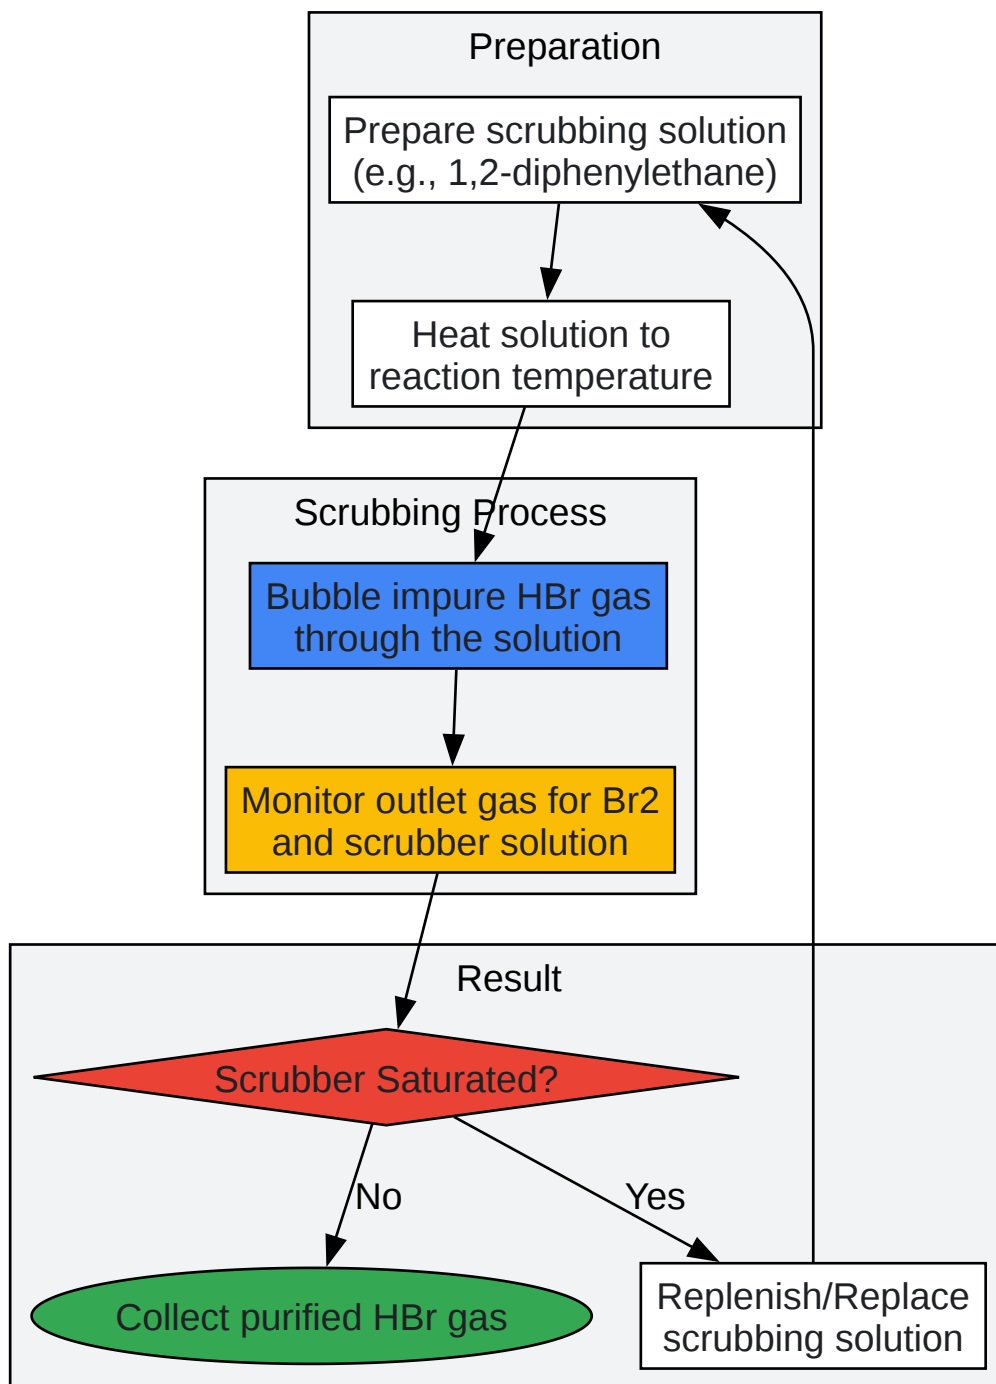 Preparation
Prepare scrubbing solution
(e.g., 1,2-diphenylethane)
Heat solution to
reaction temperature
Scrubbing Process
Bubble impure HBr gas
through the solution
Monitor outlet gas for Br2
and scrubber solution
Result
Scrubber Saturated?
No
Yes
Collect purified HBr gas
Replenish/Replace
scrubbing solution